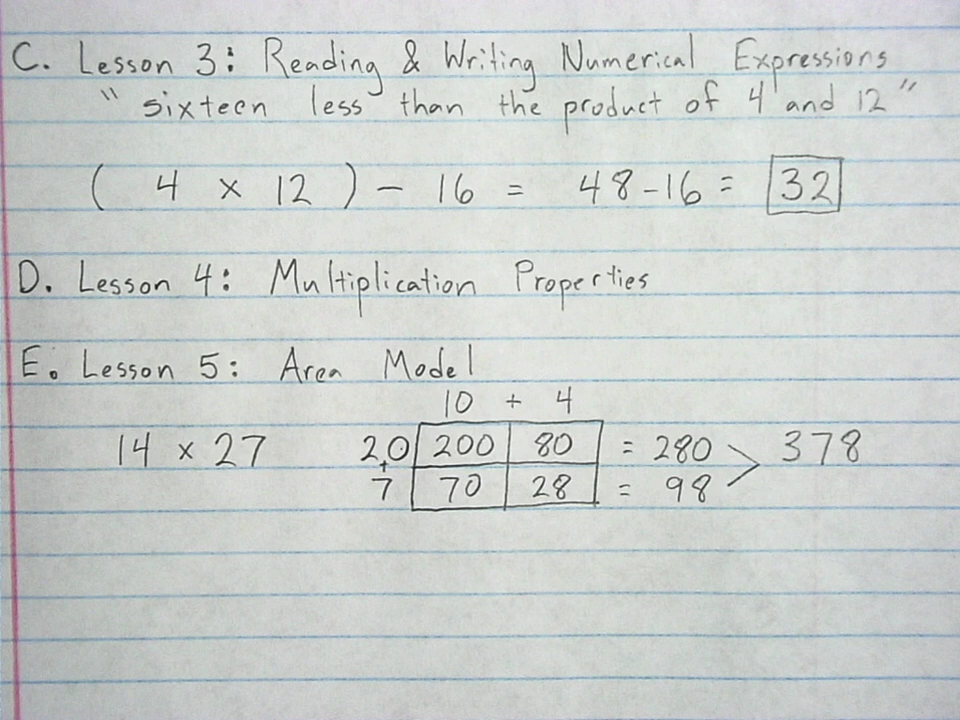 C. Lesson 3: Reading & Writing Numerical Expressions
"sixteen less than the product of 4 and 12"
( 4 x 12 ) - 16 = 48 - 16 = 32
D. Lesson 4: Multiplication Properties
E. Lesson 5: Area Model
10 + 4
14 x 27 20 200 80 = 280 > 378
+
7 70 28 = 98